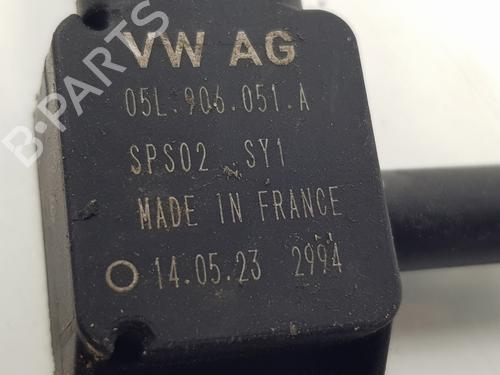 B-PARTS
VW AG
05L.906.051.A
SPS02 SY1
MADE IN FRANCE
14.05.23 2994